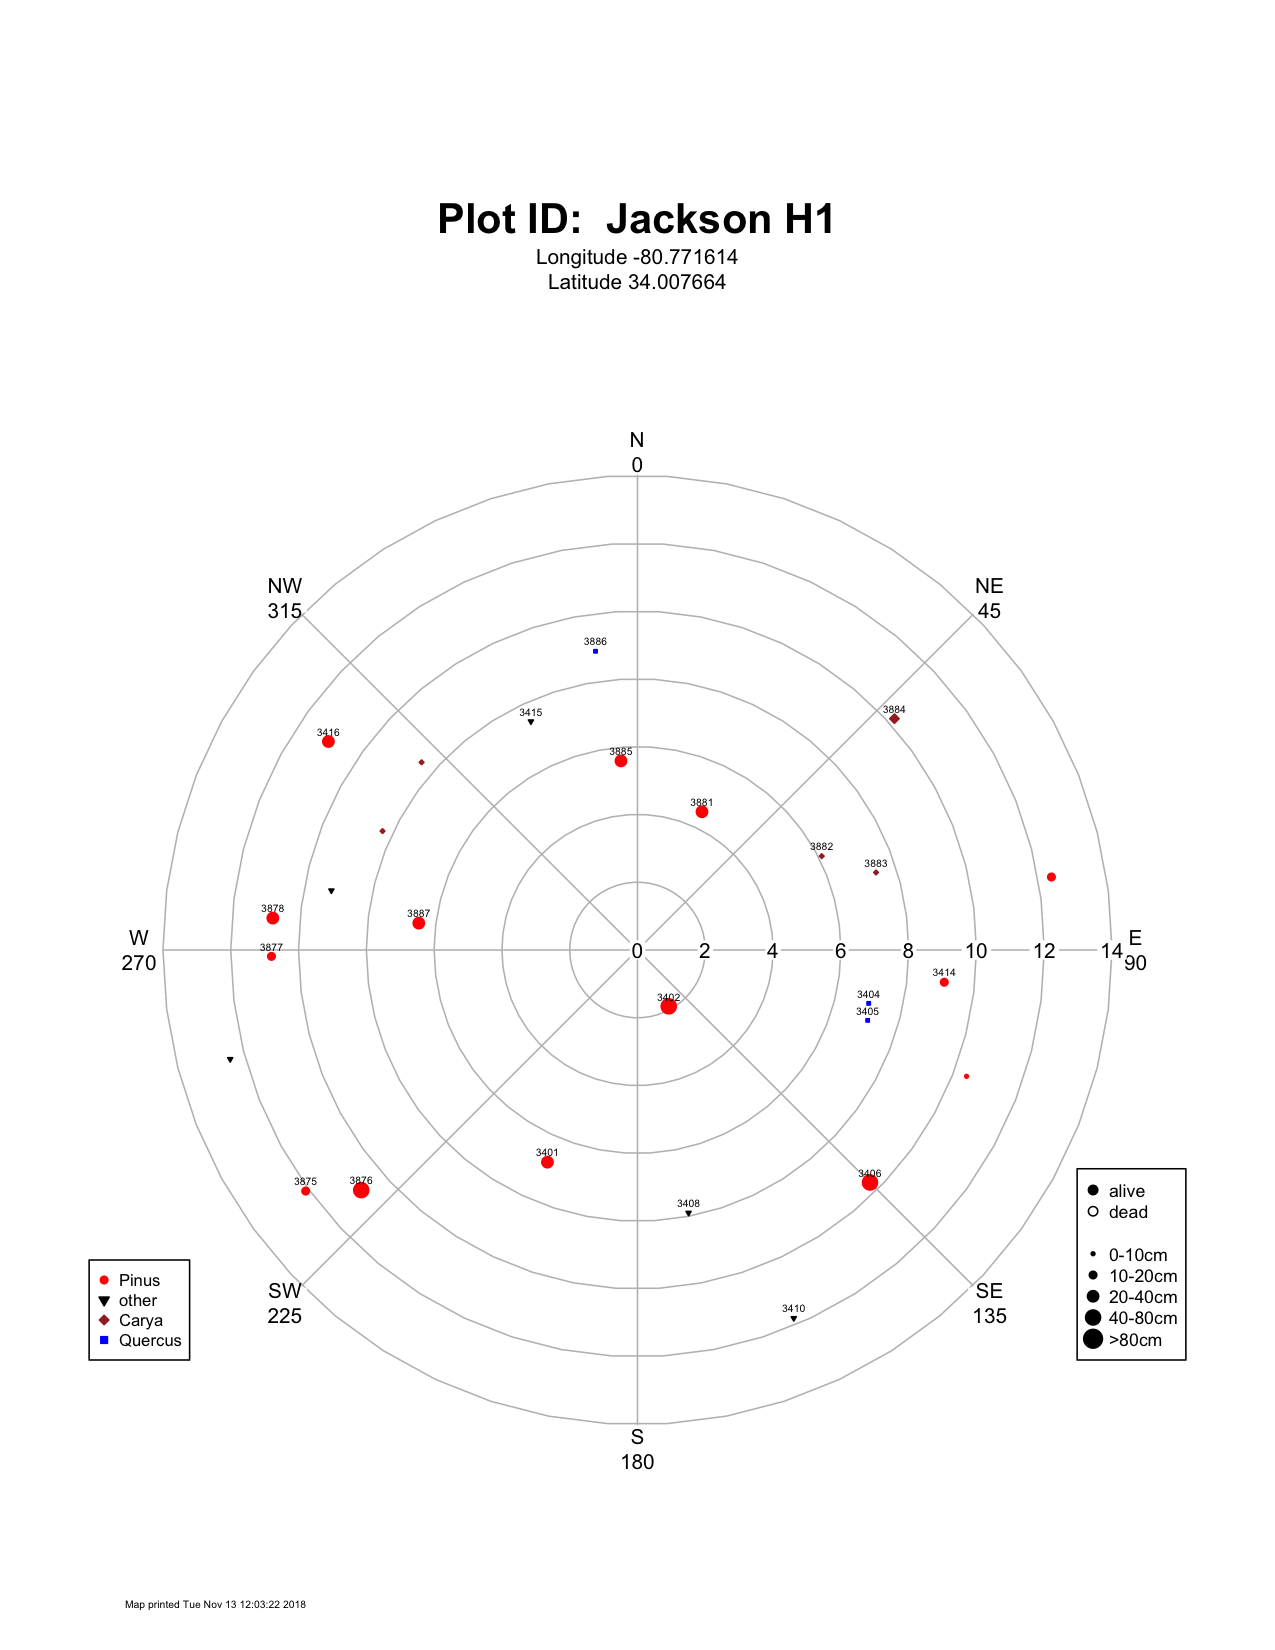 Plot ID:  Jackson H1
Longitude -80.771614
Latitude 34.007664
N
0
NW
315
NE
45
3886
3884
3415
3416
3885
3881
3882
3883
3878
3887
W
270
3877
0 2 4 6 8 10 12 14
E
90
3414
3404
3402
3405
3401
3406
3875
3876
3408
alive
dead
0-10cm
10-20cm
20-40cm
40-80cm
>80cm
Pinus
other
Carya
Quercus
SW
225
SE
135
3410
S
180
Map printed Tue Nov 13 12:03:22 2018